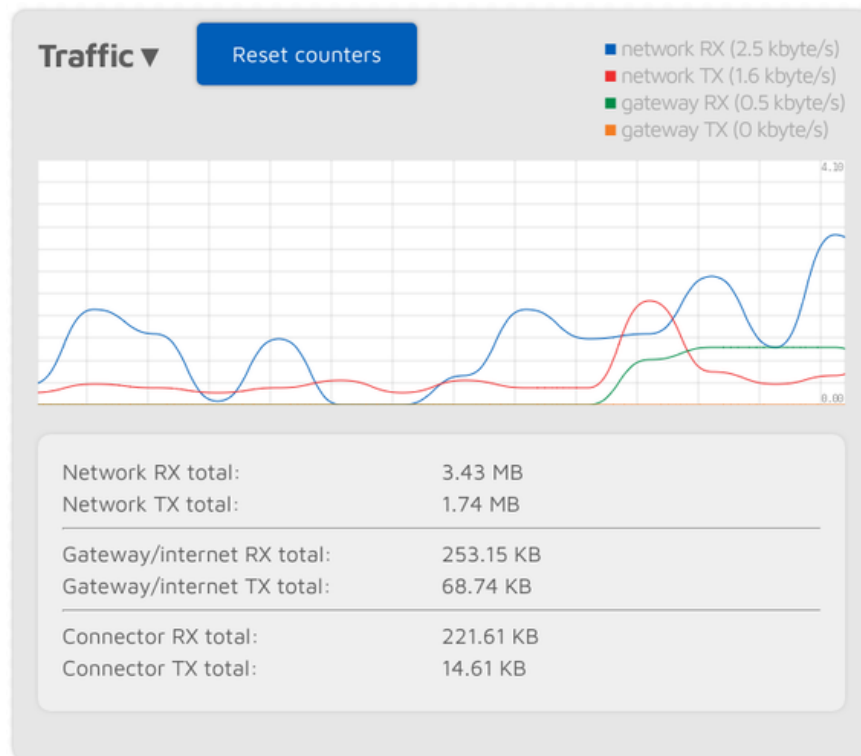 Traffic ▼
Reset counters
network RX (2.5 kbyte/s)
network TX (1.6 kbyte/s)
gateway RX (0.5 kbyte/s)
gateway TX (0 kbyte/s)
4.10
0.00
Network RX total: 3.43 MB
Network TX total: 1.74 MB
Gateway/internet RX total: 253.15 KB
Gateway/internet TX total: 68.74 KB
Connector RX total: 221.61 KB
Connector TX total: 14.61 KB